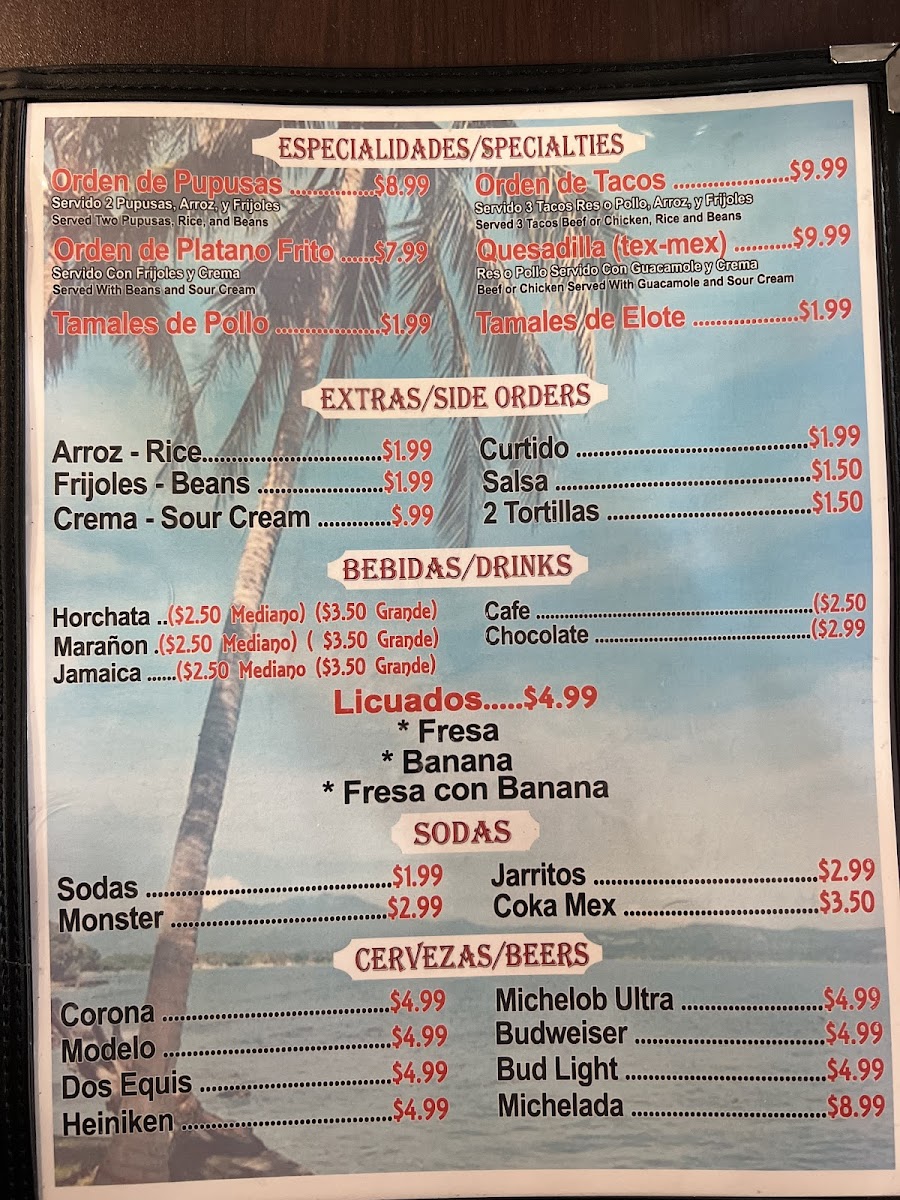 ESPECIALIDADES/SPECIALTIES
Orden de Pupusas ..............$8.99
Servido 2 Pupusas, Arroz, y Frijoles
Served Two Pupusas, Rice, and Beans
Orden de Platano Frito ......$7.99
Servido Con Frijoles y Crema
Served With Beans and Sour Cream
Tamales de Pollo ..................$1.99
Orden de Tacos ....................$9.99
Servido 3 Tacos Res o Pollo, Arroz, y Frijoles
Served 3 Tacos Beef or Chicken, Rice and Beans
Quesadilla (tex-mex) ..........$9.99
Res o Pollo Servido Con Guacamole y Crema
Beef or Chicken Served With Guacamole and Sour Cream
Tamales de Elote ..................$1.99
EXTRAS/SIDE ORDERS
Arroz - Rice..............................$1.99
Frijoles - Beans .....................$1.99
Crema - Sour Cream ............$.99
Curtido .......................................$1.99
Salsa ...........................................$1.50
2 Tortillas ..................................$1.50
BEBIDAS/DRINKS
Horchata ..($2.50 Mediano) ($3.50 Grande)
Marañon .($2.50 Mediano) ( $3.50 Grande)
Jamaica ......($2.50 Mediano ($3.50 Grande)
Cafe ..............................................($2.50
Chocolate ....................................($2.99
Licuados.....$4.99
* Fresa
* Banana
* Fresa con Banana
SODAS
Sodas .........................................$1.99
Monster ....................................$2.99
Jarritos .....................................$2.99
Coka Mex ................................$3.50
CERVEZAS/BEERS
Corona ......................................$4.99
Modelo ......................................$4.99
Dos Equis ................................$4.99
Heiniken ...................................$4.99
Michelob Ultra .......................$4.99
Budweiser ...............................$4.99
Bud Light .................................$4.99
Michelada ................................$8.99